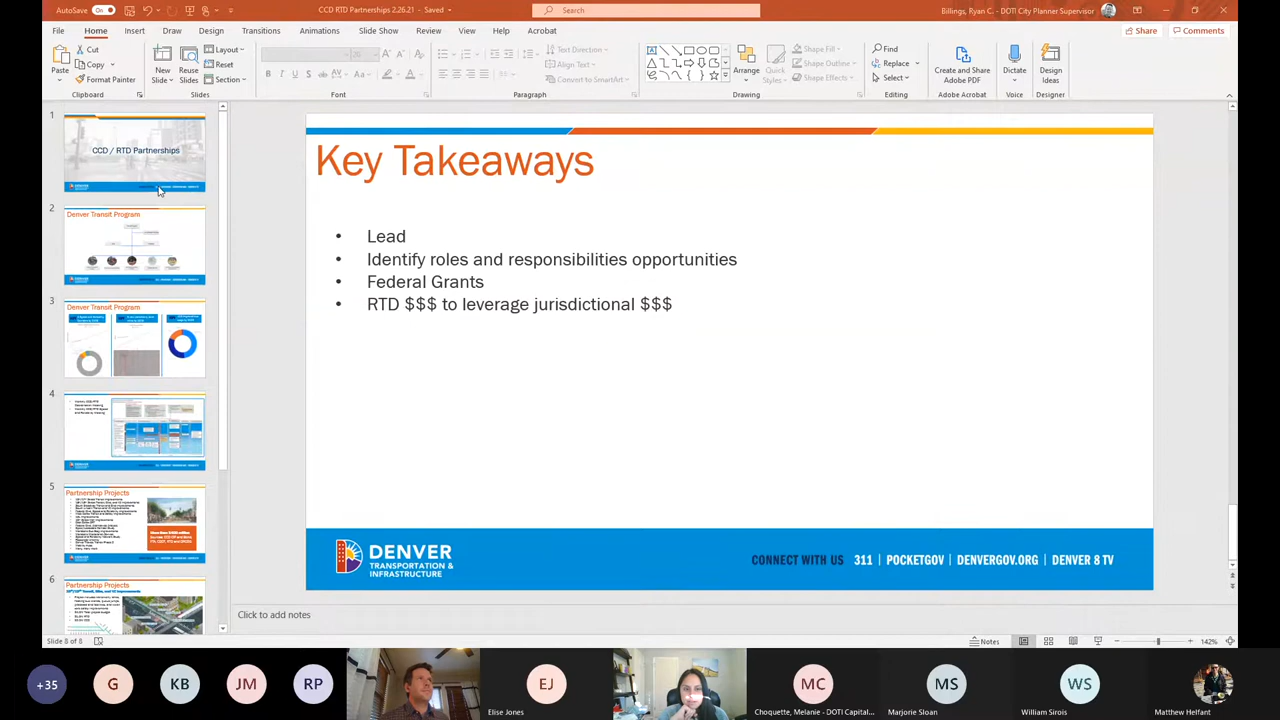 AutoSave On
CCD RTD Partnerships 2.26.21 - Saved
Search
Billings, Ryan C. - DOTI City Planner Supervisor
File Home Insert Draw Design Transitions Animations Slide Show Review View Help Acrobat
Share Comments
Paste
Cut
Copy
Format Painter
Clipboard
New Slide
Reuse Slides
Layout
Reset
Section
Slides
Font
Text Direction
Align Text
Convert to SmartArt
Paragraph
Arrange
Quick Styles
Shape Fill
Shape Outline
Shape Effects
Drawing
Find
Replace
Select
Editing
Create and Share Adobe PDF
Adobe Acrobat
Dictate
Voice
Design Ideas
Designer
1
CCD / RTD Partnerships
2
Denver Transit Program
3
Denver Transit Program
4
5
Partnership Projects
6
Partnership Projects
Key Takeaways
• Lead
• Identify roles and responsibilities opportunities
• Federal Grants
• RTD $$$ to leverage jurisdictional $$$
DENVER
TRANSPORTATION &
INFRASTRUCTURE
CONNECT WITH US 311 | POCKETGOV | DENVERGOV.ORG | DENVER 8 TV
Click to add notes
Slide 8 of 8
Notes
142%
+35
G
KB
JM
RP
EJ
Elise Jones
MC
Choquette, Melanie - DOTI Capital...
MS
Marjorie Sloan
WS
William Sirois
Matthew Helfant